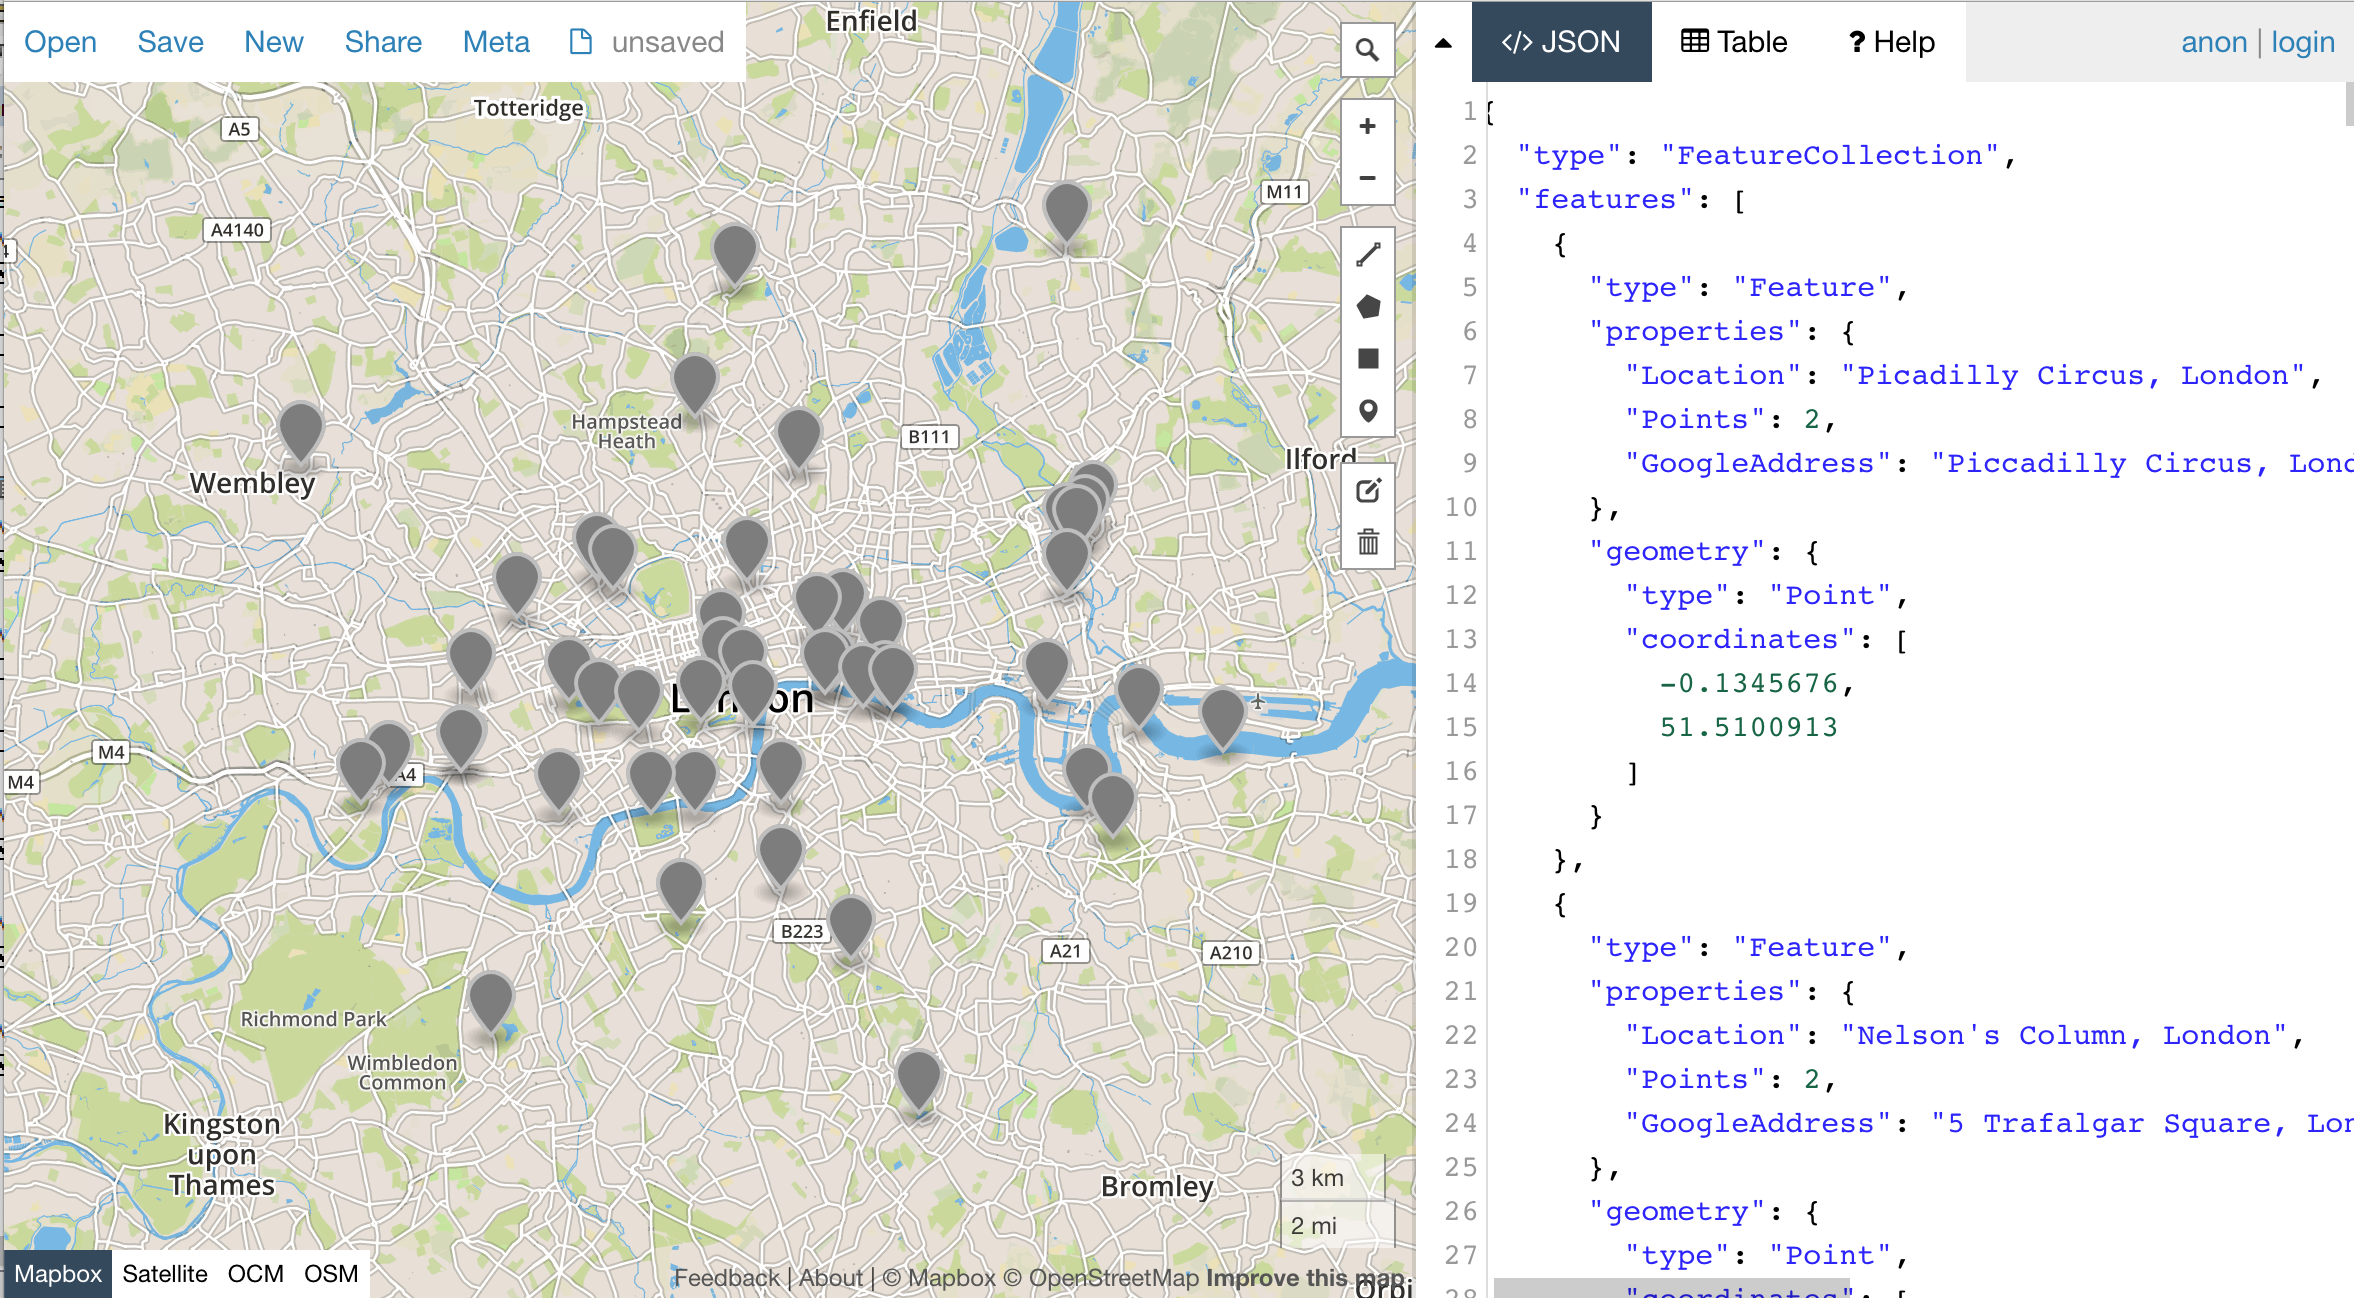 Open Save New Share Meta unsaved
Enfield
Totteridge
A5
A4140
M11
Hampstead
Heath
B111
Wembley
Ilford
London
M4
A4
M4
B223
A21
A210
Richmond Park
Wimbledon
Common
Kingston
upon
Thames
Bromley
3 km
2 mi
Mapbox Satellite OCM OSM
Feedback | About | © Mapbox © OpenStreetMap Improve this map
Orpi
</> JSON Table ? Help anon | login
1 {
2 "type": "FeatureCollection",
3 "features": [
4 {
5 "type": "Feature",
6 "properties": {
7 "Location": "Picadilly Circus, London",
8 "Points": 2,
9 "GoogleAddress": "Piccadilly Circus, Lond
10 },
11 "geometry": {
12 "type": "Point",
13 "coordinates": [
14 -0.1345676,
15 51.5100913
16 ]
17 }
18 },
19 {
20 "type": "Feature",
21 "properties": {
22 "Location": "Nelson's Column, London",
23 "Points": 2,
24 "GoogleAddress": "5 Trafalgar Square, Lon
25 },
26 "geometry": {
27 "type": "Point",
28 "coordinates": [